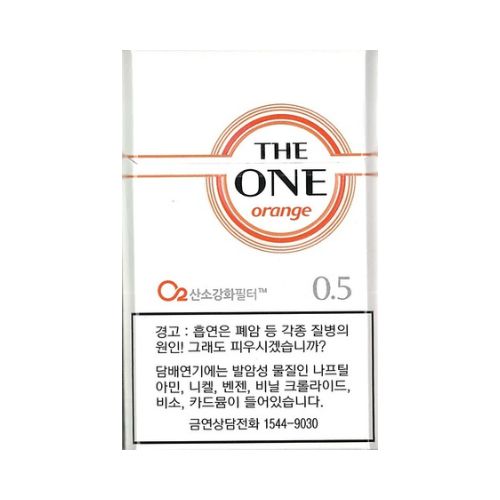 THE
ONE
orange
O2 산소강화필터™ 0.5
경고 : 흡연은 폐암 등 각종 질병의
원인! 그래도 피우시겠습니까?
담배연기에는 발암성 물질인 나프틸
아민, 니켈, 벤젠, 비닐 크롤라이드,
비소, 카드뮴이 들어있습니다.
금연상담전화 1544-9030